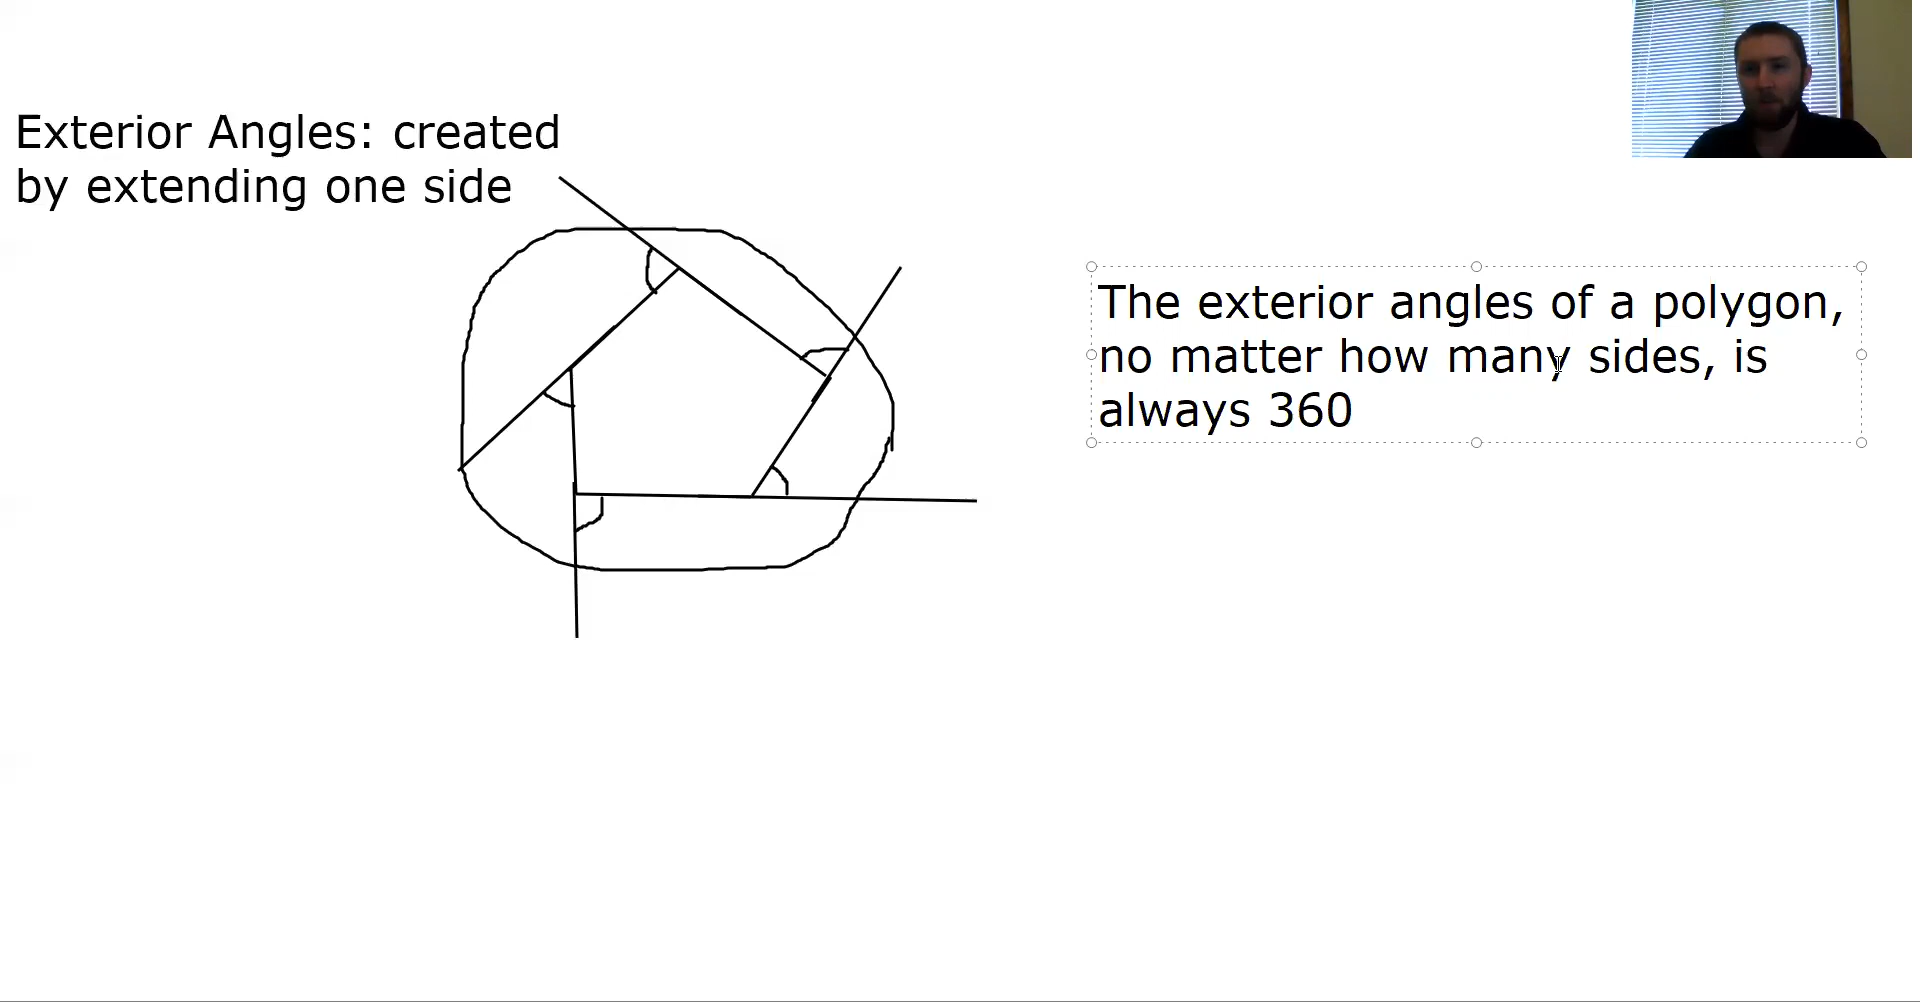 Exterior Angles: created
by extending one side
The exterior angles of a polygon,
no matter how many sides, is
always 360